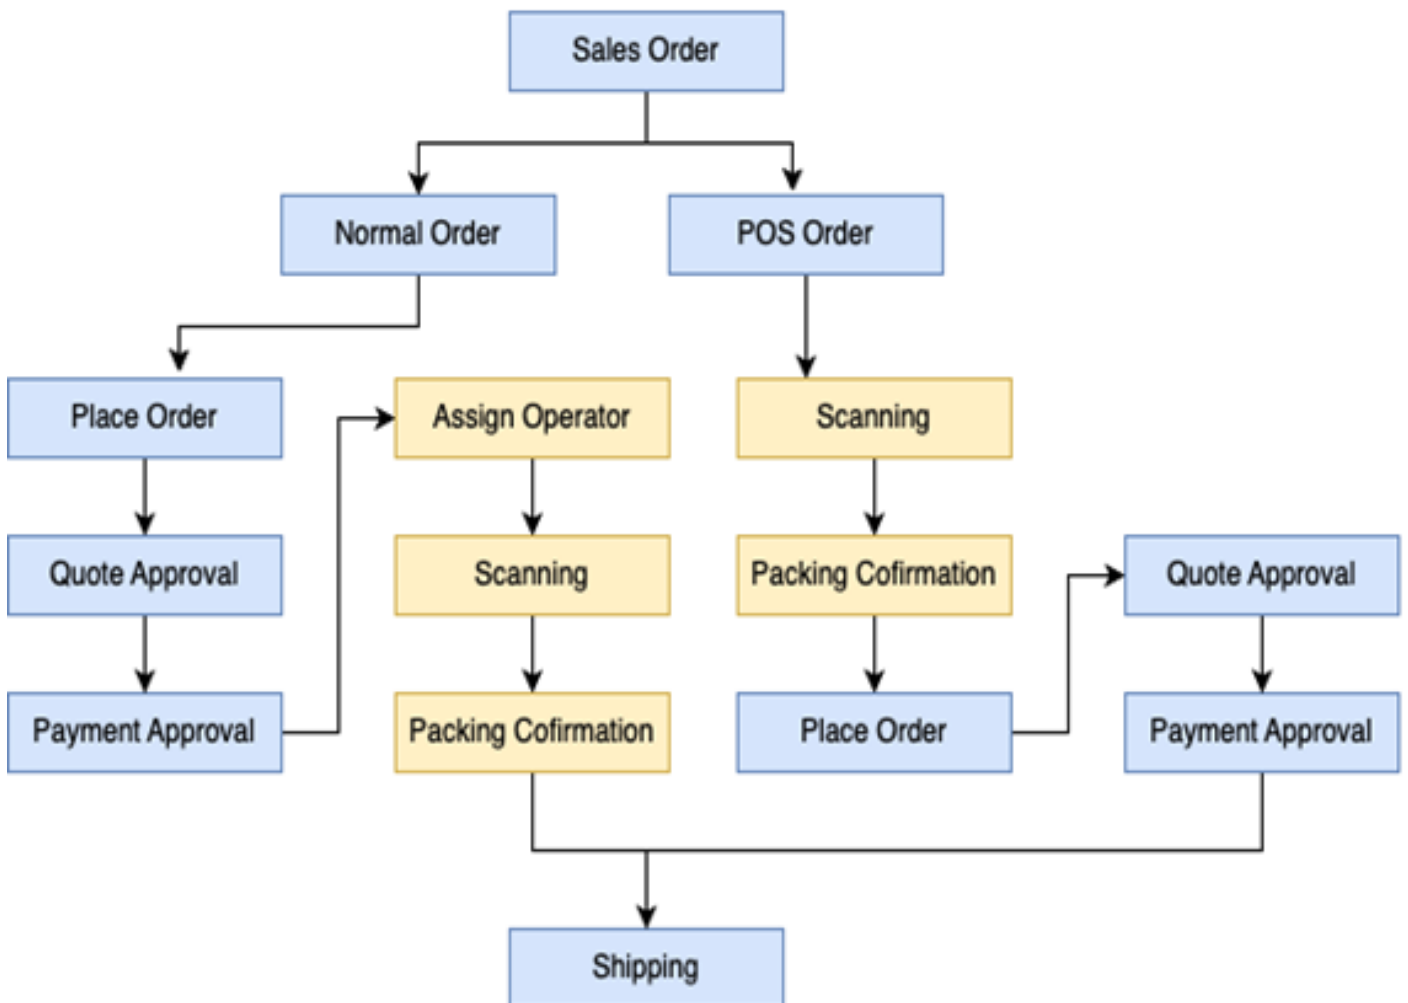 Sales Order
Normal Order
POS Order
Place Order
Assign Operator
Scanning
Quote Approval
Scanning
Packing Cofirmation
Quote Approval
Payment Approval
Packing Cofirmation
Place Order
Payment Approval
Shipping